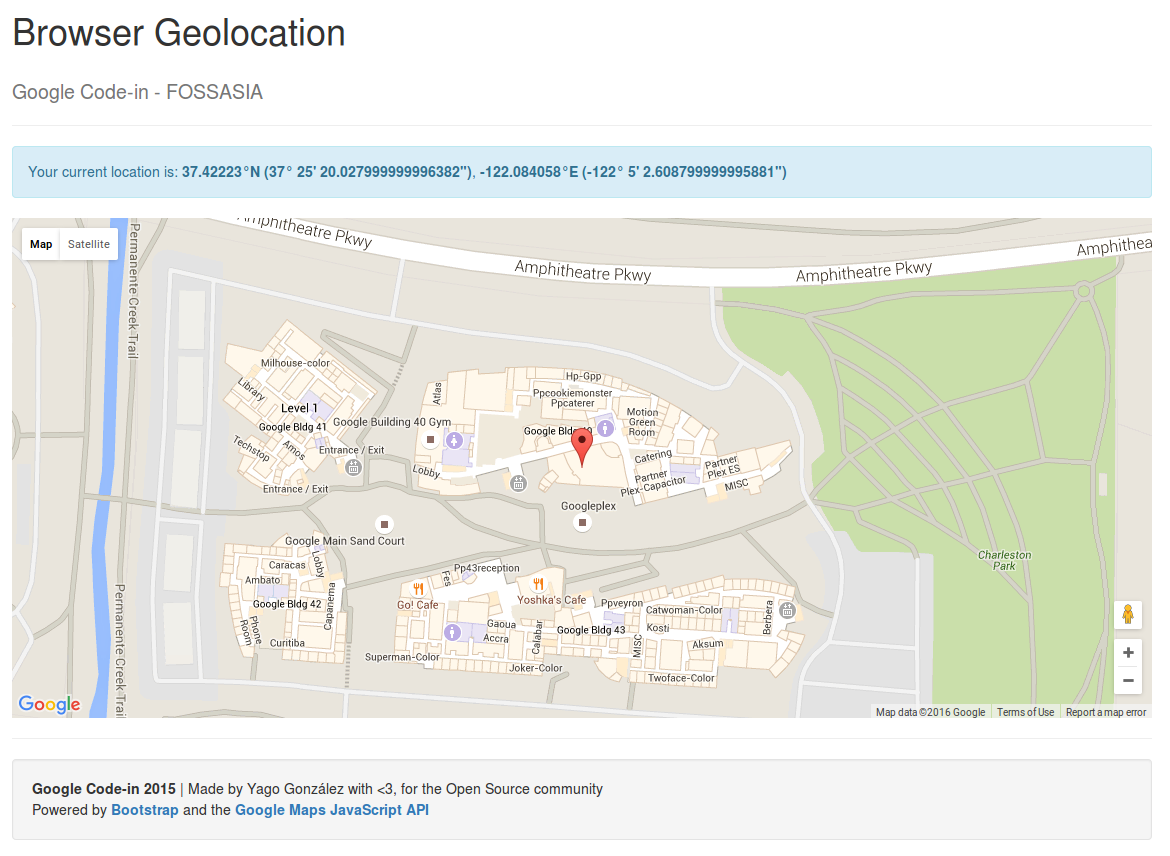 Browser Geolocation
Google Code-in - FOSSASIA
Your current location is: 37.42223°N (37° 25' 20.027999999996382"), -122.084058°E (-122° 5' 2.608799999995881")
Map
Satellite
Amphitheatre Pkwy
Amphitheatre Pkwy
Amphitheatre Pkwy
Amphithea
Permanente Creek Trail
Milhouse-color
Library
Level 1
Google Bldg 41
Techstop
Amos
Entrance / Exit
Entrance / Exit
Google Building 40 Gym
Atlas
Lobby
Hp-Gpp
Ppcookiemonster
Ppcaterer
Motion
Green
Room
Google Bldg 40
Catering
Partner
Plex-Capacitor
Partner
Plex ES
MISC
Googleplex
Google Main Sand Court
Charleston
Park
Caracas
Lobby
Ambato
Google Bldg 42
Capanema
Phone
Room
Curitiba
Pp43reception
Fes
Go! Cafe
Yoshka's Cafe
Ppveyron
Catwoman-Color
Berbera
Gaoua
Accra
Calabar
Google Bldg 43
Kosti
MISC
Aksum
Superman-Color
Joker-Color
Twoface-Color
Permanente Creek Trail
Google
Map data ©2016 Google
Terms of Use
Report a map error
Google Code-in 2015 | Made by Yago González with <3, for the Open Source community
Powered by Bootstrap and the Google Maps JavaScript API